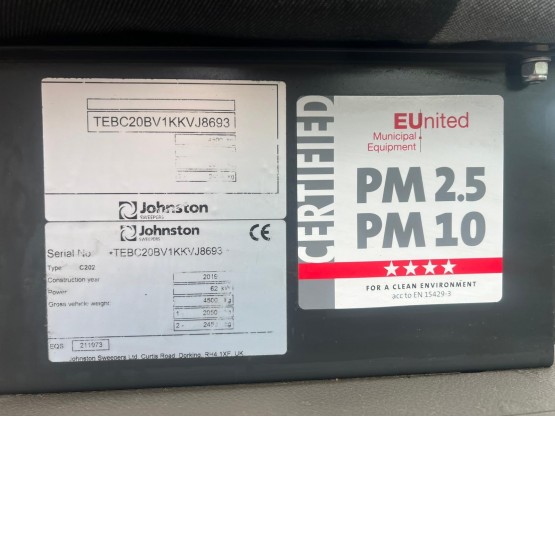 TEBC20BV1KKVJ8693
Johnston
SWEEPERS
Johnston
SWEEPERS
CE
Serial No *TEBC20BV1KKVJ8693
Type C202
Construction year 2019
Power 62
Gross vehicle weight 4500 kg
1 - 2050 kg
2 - 2450 kg
EQS 211973
Johnston Sweepers Ltd, Curtis Road, Dorking, RH4 1XF, UK
CERTIFIED
EUnited
Municipal
Equipment
PM 2.5
PM 10
FOR A CLEAN ENVIRONMENT
acc to EN 15429-3